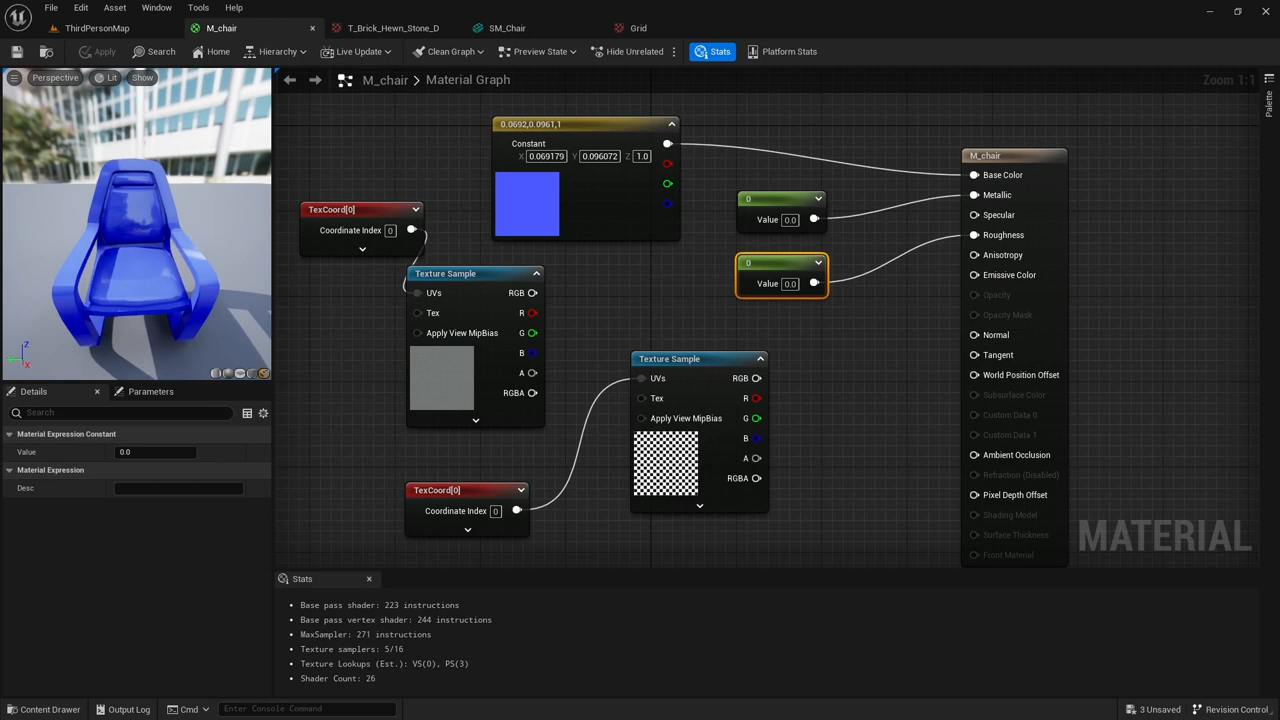 File Edit Asset Window Tools Help
ThirdPersonMap M_chair T_Brick_Hewn_Stone_D SM_Chair Grid
Apply Search Home Hierarchy Live Update Clean Graph Preview State Hide Unrelated Stats Platform Stats
Perspective Lit Show
M_chair > Material Graph
Zoom 1:1
Palette
0.0692,0.0961,1
Constant
X 0.069179 Y 0.096072 Z 1.0
TexCoord[0]
Coordinate Index 0
Texture Sample
UVs RGB
Tex R
Apply View MipBias G
B
A
RGBA
0
Value 0.0
0
Value 0.0
Texture Sample
UVs RGB
Tex R
Apply View MipBias G
B
A
RGBA
TexCoord[0]
Coordinate Index 0
M_chair
Base Color
Metallic
Specular
Roughness
Anisotropy
Emissive Color
Opacity
Opacity Mask
Normal
Tangent
World Position Offset
Subsurface Color
Custom Data 0
Custom Data 1
Ambient Occlusion
Refraction (Disabled)
Pixel Depth Offset
Shading Model
Surface Thickness
Front Material
MATERIAL
Z
X
Details Parameters
Search
Material Expression Constant
Value 0.0
Material Expression
Desc
Stats
Base pass shader: 223 instructions
Base pass vertex shader: 244 instructions
MaxSampler: 271 instructions
Texture samplers: 5/16
Texture Lookups (Est.): VS(0), PS(3)
Shader Count: 26
Content Drawer Output Log Cmd Enter Console Command 3 Unsaved Revision Control